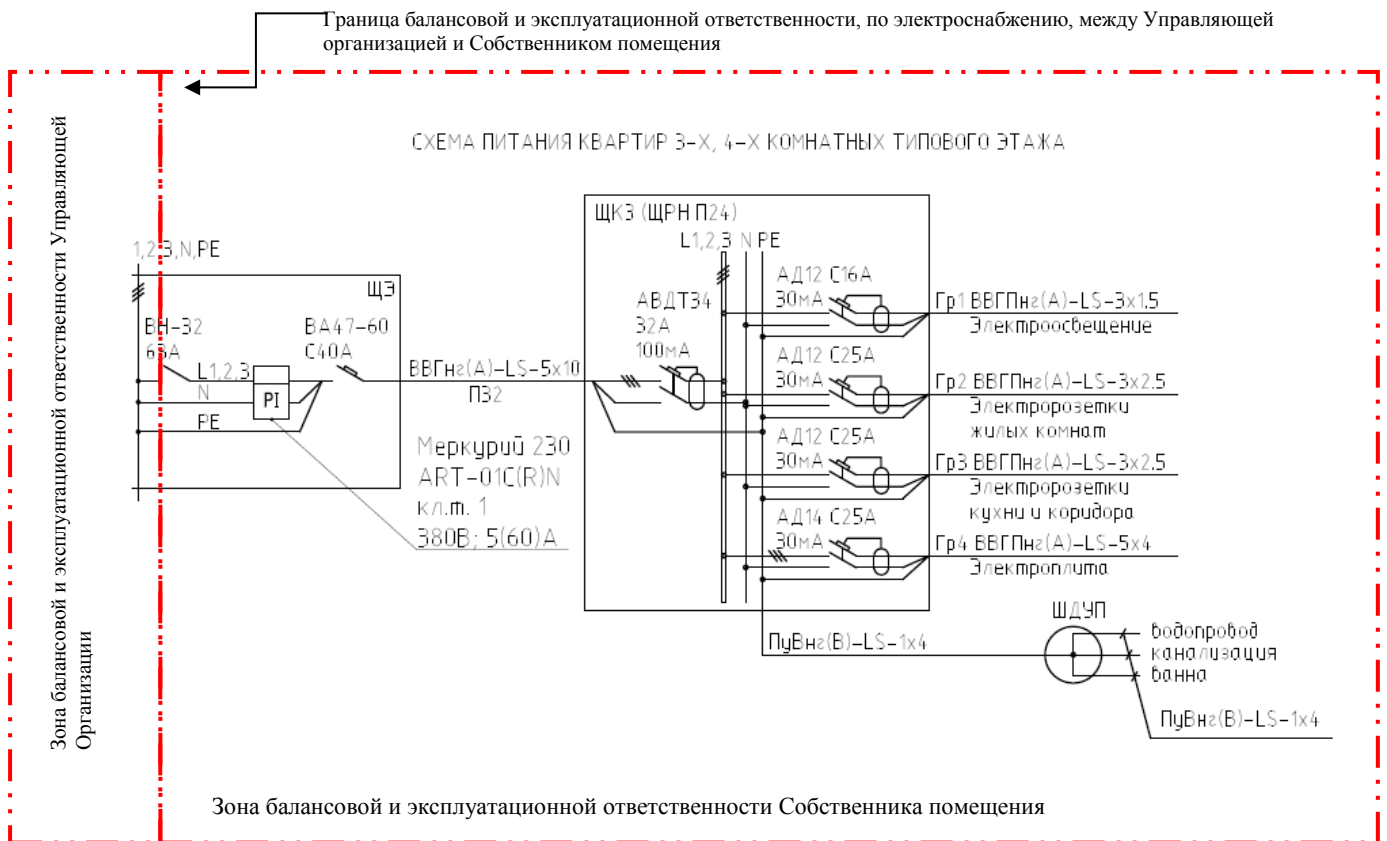 Граница балансовой и эксплуатационной ответственности, по электроснабжению, между Управляющей
организацией и Собственником помещения
Зона балансовой и эксплуатационной ответственности Управляющей
Организации
СХЕМА ПИТАНИЯ КВАРТИР 3-Х, 4-Х КОМНАТНЫХ ТИПОВОГО ЭТАЖА
1,2,3,N,PE
ЩЭ
ВН-32
63А
L1,2,3
N
PE
PI
ВА47-60
С40А
ВВГнг(А)-LS-5х10
П32
Меркурий 230
ART-01C(R)N
кл.т. 1
380В; 5(60)А
ЩК3 (ЩРН П24)
L1,2,3 N PE
АВДТ34
32А
100мА
АД12 С16А
30мА
Гр1 ВВГПнг(А)-LS-3х1.5
Электроосвещение
АД12 С25А
30мА
Гр2 ВВГПнг(А)-LS-3х2.5
Электророзетки
жилых комнат
АД12 С25А
30мА
Гр3 ВВГПнг(А)-LS-3х2.5
Электророзетки
кухни и коридора
АД14 С25А
30мА
Гр4 ВВГПнг(А)-LS-5х4
Электроплита
ПуВнг(В)-LS-1х4
ШДУП
водопровод
канализация
ванна
ПуВнг(В)-LS-1х4
Зона балансовой и эксплуатационной ответственности Собственника помещения